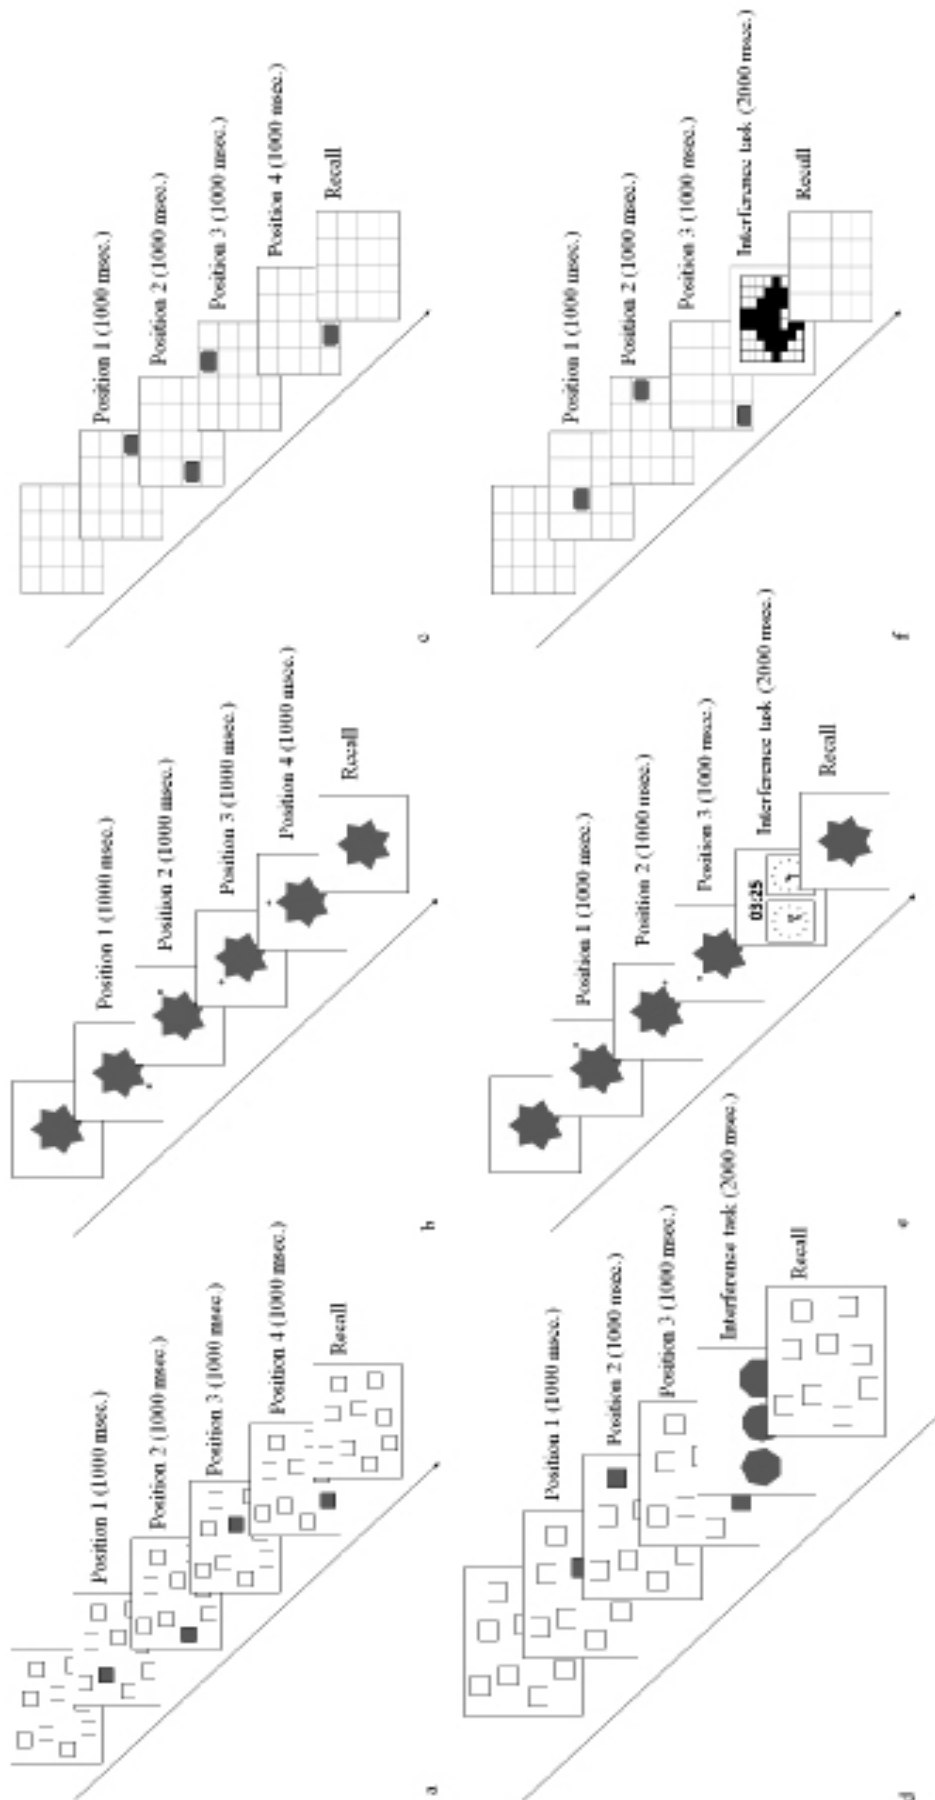 Position 1 (1000 msec.)
Position 2 (1000 msec.)
Position 3 (1000 msec.)
Position 4 (1000 msec.)
Recall
a
Position 1 (1000 msec.)
Position 2 (1000 msec.)
Position 3 (1000 msec.)
Position 4 (1000 msec.)
Recall
b
Position 1 (1000 msec.)
Position 2 (1000 msec.)
Position 3 (1000 msec.)
Position 4 (1000 msec.)
Recall
c
Position 1 (1000 msec.)
Position 2 (1000 msec.)
Position 3 (1000 msec.)
Interference task (2000 msec.)
Recall
d
Position 1 (1000 msec.)
Position 2 (1000 msec.)
Position 3 (1000 msec.)
Interference task (2000 msec.)
03:25
Recall
e
Position 1 (1000 msec.)
Position 2 (1000 msec.)
Position 3 (1000 msec.)
Interference task (2000 msec.)
Recall
f